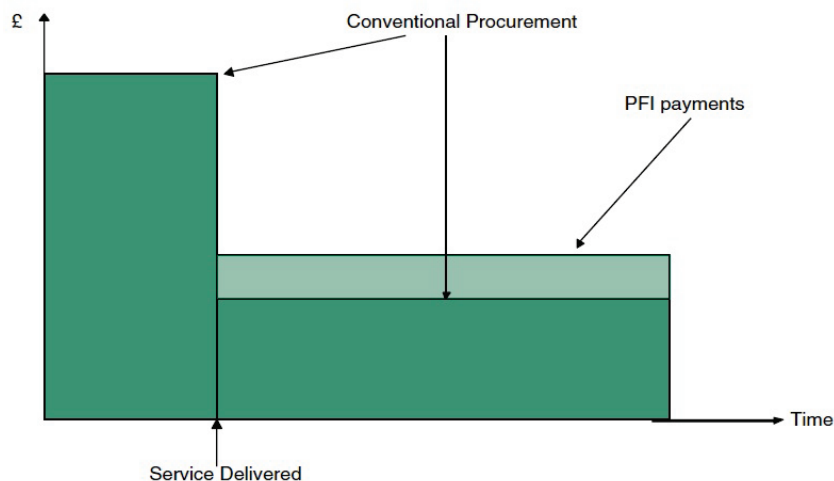 £
Conventional Procurement
PFI payments
Time
Service Delivered